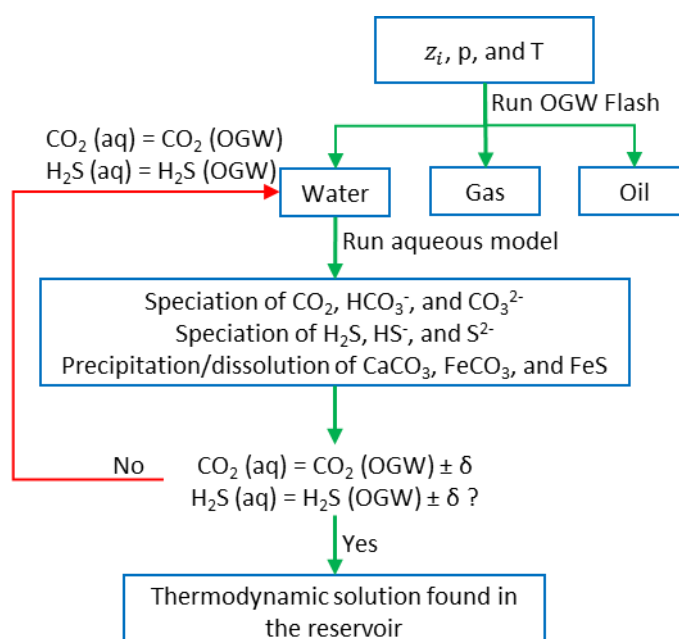 𝑧ᵢ, p, and T
Run OGW Flash
CO₂ (aq) = CO₂ (OGW)
H₂S (aq) = H₂S (OGW)
Water
Gas
Oil
Run aqueous model
Speciation of CO₂, HCO₃⁻, and CO₃²⁻
Speciation of H₂S, HS⁻, and S²⁻
Precipitation/dissolution of CaCO₃, FeCO₃, and FeS
No
CO₂ (aq) = CO₂ (OGW) ± δ
H₂S (aq) = H₂S (OGW) ± δ ?
Yes
Thermodynamic solution found in
the reservoir